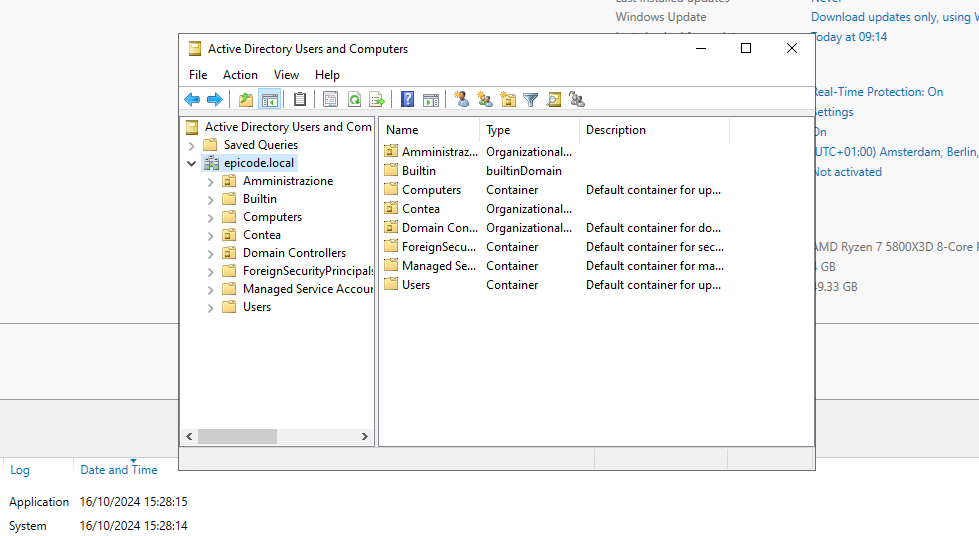 Last installed updates Never
Windows Update Download updates only, using W
Today at 09:14
Active Directory Users and Computers
File Action View Help
Real-Time Protection: On
Settings
On
(UTC+01:00) Amsterdam, Berlin,
Not activated
AMD Ryzen 7 5800X3D 8-Core P
4 GB
49.33 GB
Active Directory Users and Com
Saved Queries
epicode.local
Amministrazione
Builtin
Computers
Contea
Domain Controllers
ForeignSecurityPrincipals
Managed Service Accour
Users
Name Type Description
Amministraz... Organizational...
Builtin builtinDomain
Computers Container Default container for up...
Contea Organizational...
Domain Con... Organizational... Default container for do...
ForeignSecu... Container Default container for sec...
Managed Se... Container Default container for ma...
Users Container Default container for up...
Log Date and Time
Application 16/10/2024 15:28:15
System 16/10/2024 15:28:14